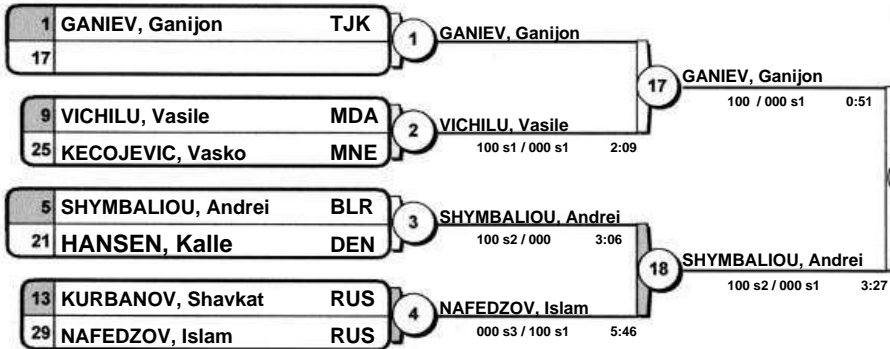 1 GANIEV, Ganijon TJK
17
1
GANIEV, Ganijon
9 VICHILU, Vasile MDA
25 KECOJEVIC, Vasko MNE
2
VICHILU, Vasile
100 s1 / 000 s1 2:09
17
GANIEV, Ganijon
100 / 000 s1 0:51
5 SHYMBALIOU, Andrei BLR
21 HANSEN, Kalle DEN
3
SHYMBALIOU, Andrei
100 s2 / 000 3:06
13 KURBANOV, Shavkat RUS
29 NAFEDZOV, Islam RUS
4
NAFEDZOV, Islam
000 s3 / 100 s1 5:46
18
SHYMBALIOU, Andrei
100 s2 / 000 s1 3:27